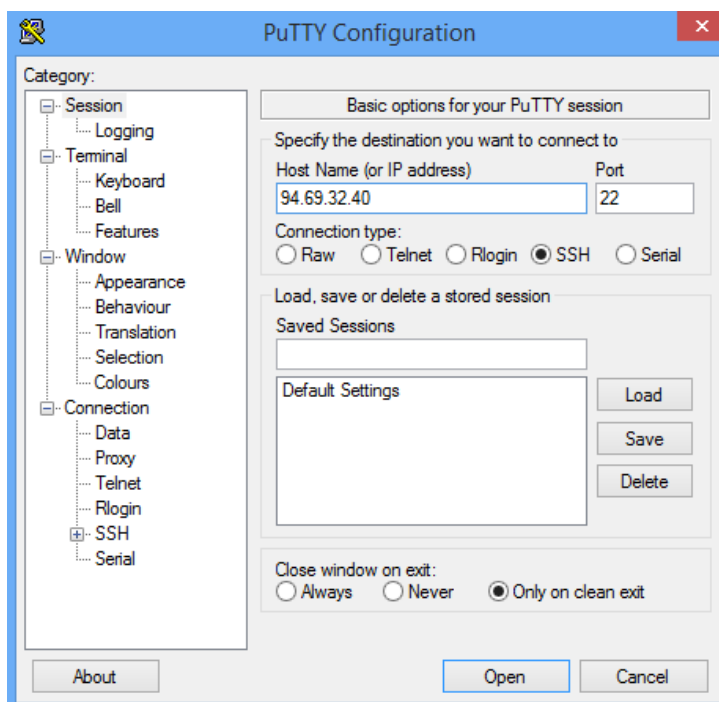 PuTTY Configuration
Category:
Session
Logging
Terminal
Keyboard
Bell
Features
Window
Appearance
Behaviour
Translation
Selection
Colours
Connection
Data
Proxy
Telnet
Rlogin
SSH
Serial
Basic options for your PuTTY session
Specify the destination you want to connect to
Host Name (or IP address) Port
94.69.32.40 22
Connection type:
Raw Telnet Rlogin SSH Serial
Load, save or delete a stored session
Saved Sessions
Default Settings
Load
Save
Delete
Close window on exit:
Always Never Only on clean exit
About Open Cancel